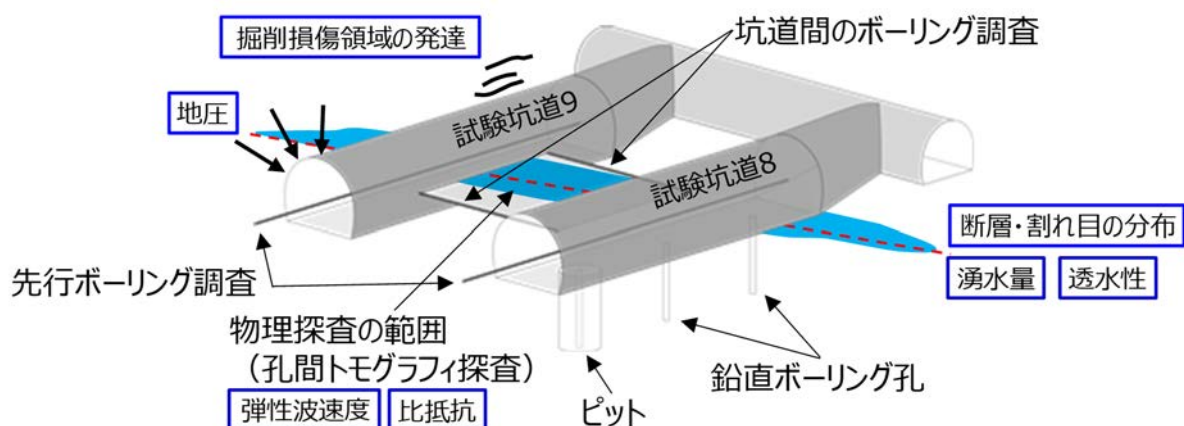 掘削損傷領域の発達
坑道間のボーリング調査
地圧
試験坑道9
試験坑道8
断層・割れ目の分布
湧水量
透水性
先行ボーリング調査
物理探査の範囲
（孔間トモグラフィ探査）
弾性波速度
比抵抗
ピット
鉛直ボーリング孔